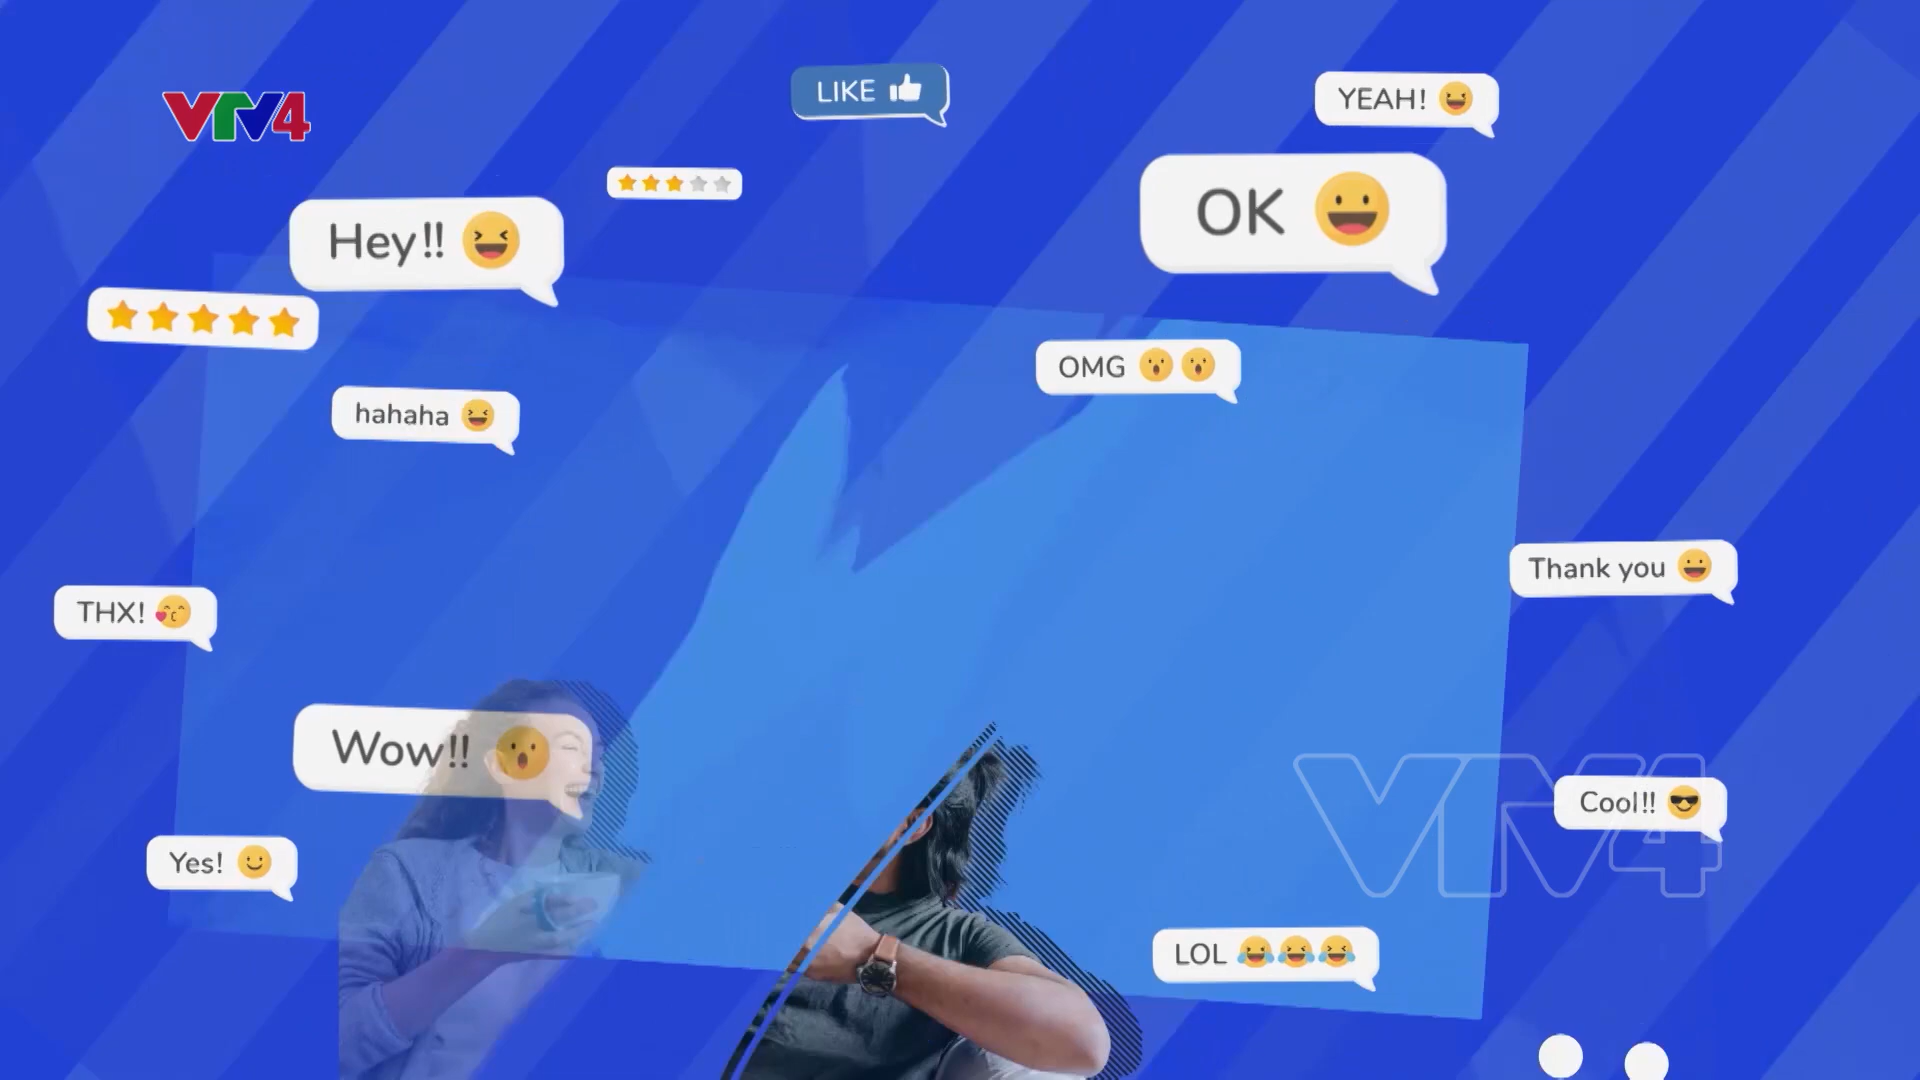 VTV4
LIKE
YEAH!
Hey!!
OK
OMG
hahaha
Thank you
THX!
Wow!!
Cool!!
VTV4
Yes!
LOL